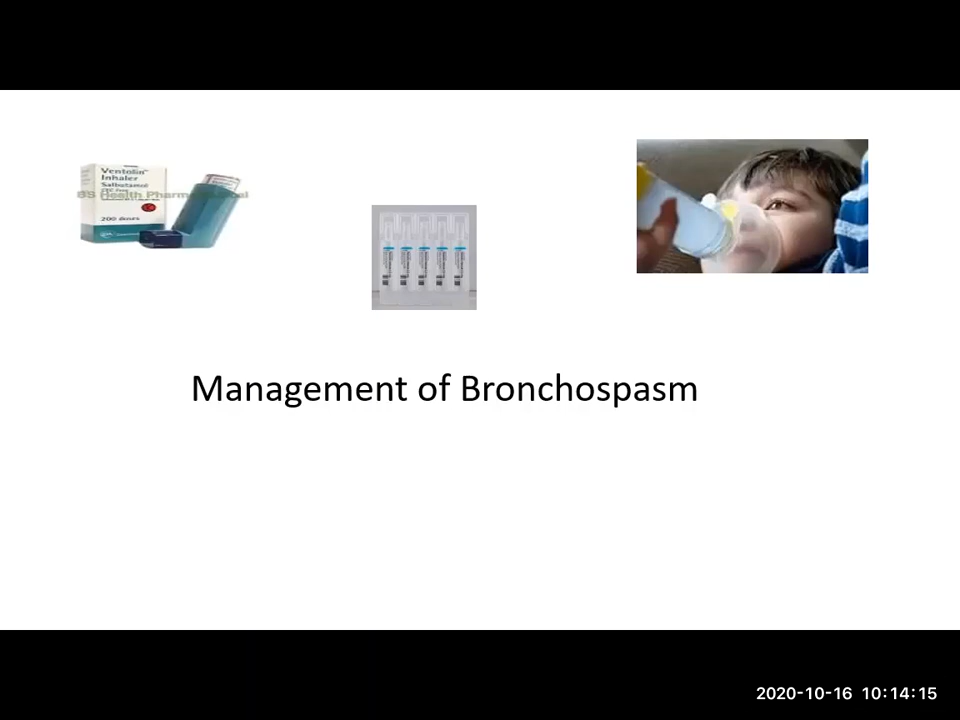 Ventolin
Inhaler
Salbutamol
200 doses
Management of Bronchospasm
2020-10-16 10:14:15